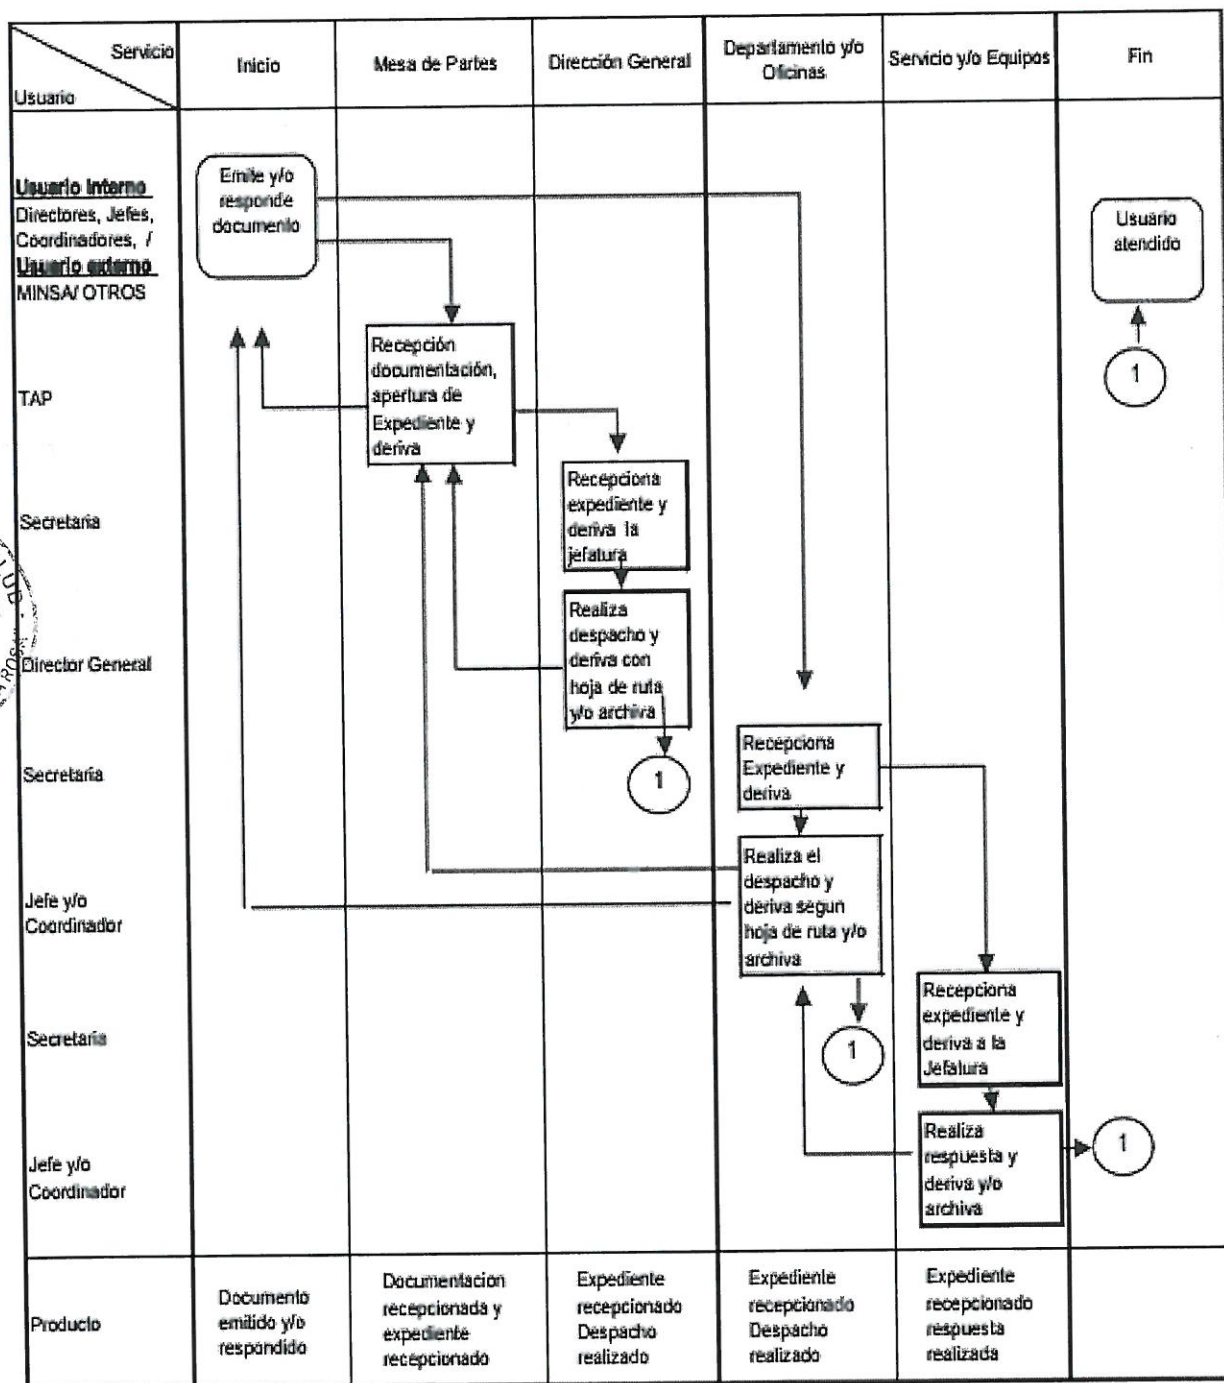 Servicio
Usuario
Inicio
Mesa de Partes
Dirección General
Departamento y/o
Oficinas
Servicio y/o Equipos
Fin
Usuario Interno
Directores, Jefes,
Coordinadores, /
Usuario externo
MINSA/ OTROS
Emite y/o
responde
documento
Usuario
atendido
1
TAP
Recepción
documentación,
apertura de
Expediente y
deriva
Secretaria
Recepciona
expediente y
deriva la
jefatura
Director General
Realiza
despacho y
deriva con
hoja de ruta
y/o archiva
1
Secretaria
Recepciona
Expediente y
deriva
Jefe y/o
Coordinador
Realiza el
despacho y
deriva segun
hoja de ruta y/o
archiva
1
Secretaria
Recepciona
expediente y
deriva a la
Jefatura
Jefe y/o
Coordinador
Realiza
respuesta y
deriva y/o
archiva
1
Producto
Documento
emitido y/o
respondido
Documentacion
recepcionada y
expediente
recepcionado
Expediente
recepcionado
Despacho
realizado
Expediente
recepcionado
Despacho
realizado
Expediente
recepcionado
respuesta
realizada